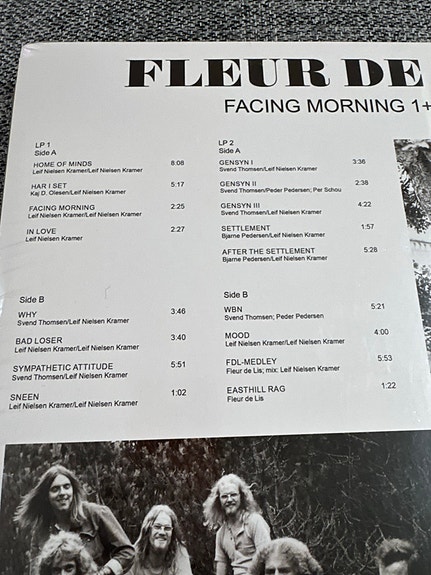 FLEUR DE
FACING MORNING 1+
LP 1
Side A
HOME OF MINDS 8:08
Leif Nielsen Kramer/Leif Nielsen Kramer
HAR I SET 5:17
Kaj D. Olesen/Leif Nielsen Kramer
FACING MORNING 2:25
Leif Nielsen Kramer/Leif Nielsen Kramer
IN LOVE 2:27
Leif Nielsen Kramer
Side B
WHY 3:46
Svend Thomsen/Leif Nielsen Kramer
BAD LOSER 3:40
Leif Nielsen Kramer/Leif Nielsen Kramer
SYMPATHETIC ATTITUDE 5:51
Svend Thomsen/Leif Nielsen Kramer
SNEEN 1:02
Leif Nielsen Kramer/Leif Nielsen Kramer
LP 2
Side A
GENSYN I 3:36
Svend Thomsen/Leif Nielsen Kramer
GENSYN II 2:38
Svend Thomsen/Peder Pedersen; Per Schou
GENSYN III 4:22
Svend Thomsen/Leif Nielsen Kramer
SETTLEMENT 1:57
Bjarne Pedersen/Leif Nielsen Kramer
AFTER THE SETTLEMENT 5:28
Bjarne Pedersen/Leif Nielsen Kramer
Side B
WBN 5:21
Svend Thomsen; Peder Pedersen
MOOD 4:00
Leif Nielsen Kramer/Leif Nielsen Kramer
FDL-MEDLEY 5:53
Fleur de Lis; mix: Leif Nielsen Kramer
EASTHILL RAG 1:22
Fleur de Lis